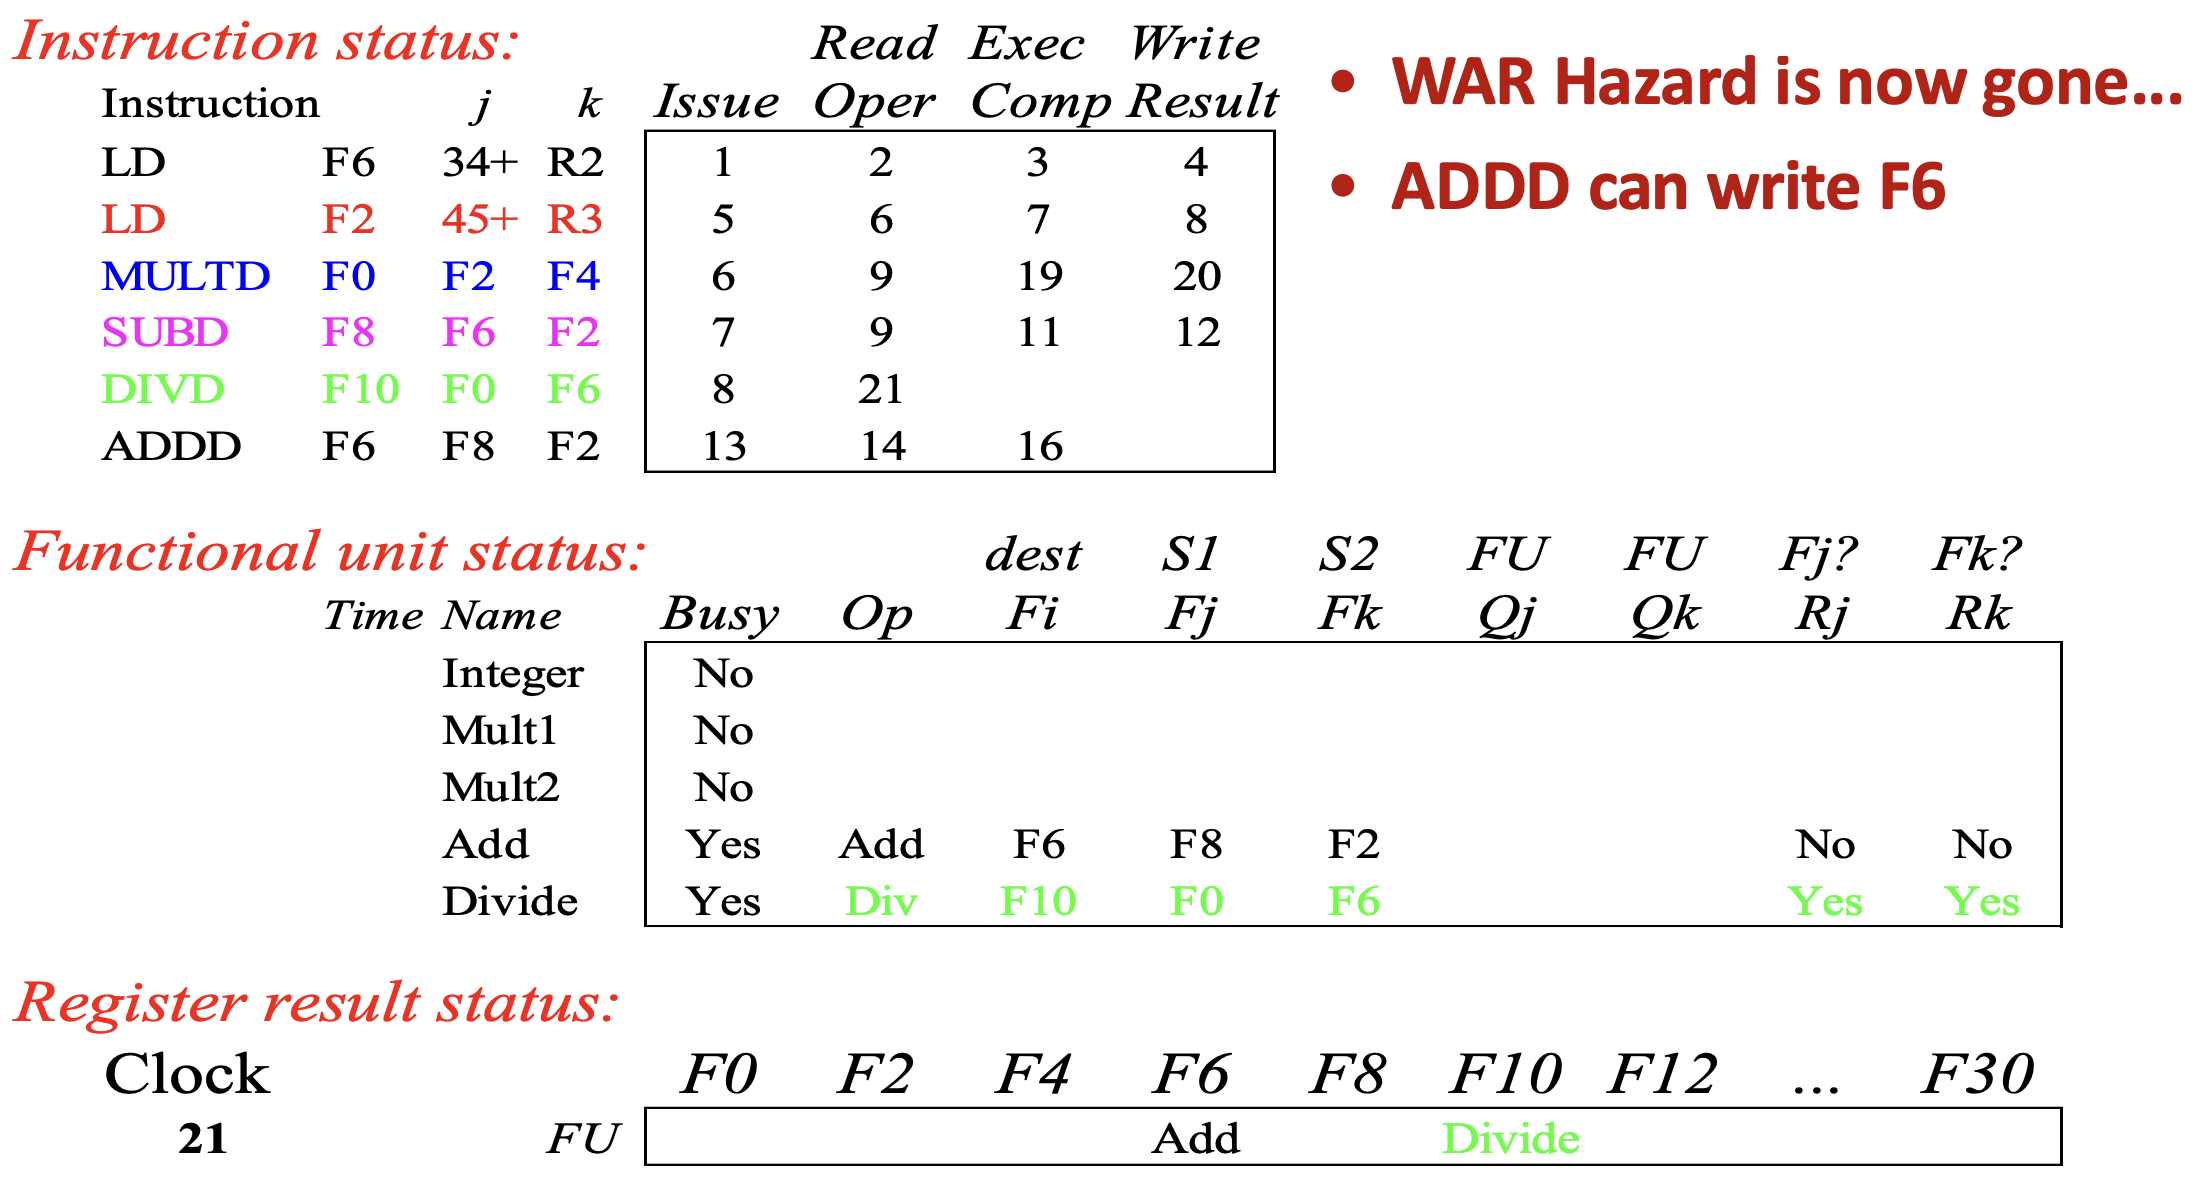 Instruction status: Read Exec Write
Instruction j k Issue Oper Comp Result
LD F6 34+ R2 1 2 3 4
LD F2 45+ R3 5 6 7 8
MULTD F0 F2 F4 6 9 19 20
SUBD F8 F6 F2 7 9 11 12
DIVD F10 F0 F6 8 21
ADDD F6 F8 F2 13 14 16
• WAR Hazard is now gone...
• ADDD can write F6
Functional unit status: dest S1 S2 FU FU Fj? Fk?
Time Name Busy Op Fi Fj Fk Qj Qk Rj Rk
Integer No
Mult1 No
Mult2 No
Add Yes Add F6 F8 F2 No No
Divide Yes Div F10 F0 F6 Yes Yes
Register result status:
Clock F0 F2 F4 F6 F8 F10 F12 ... F30
21 FU Add Divide